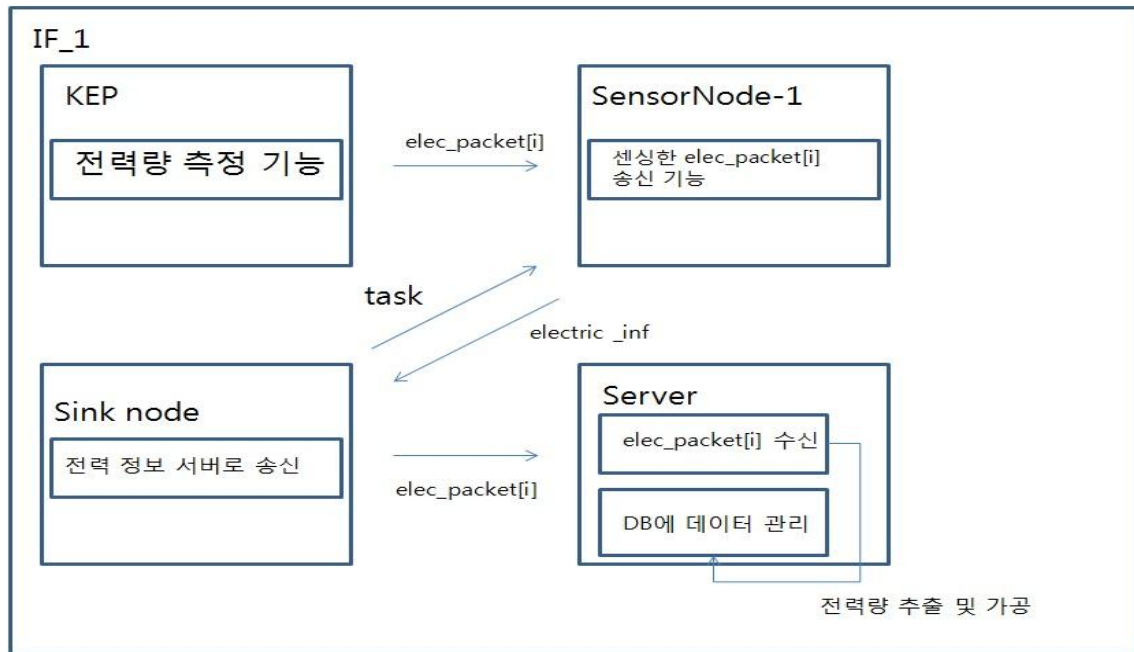 IF_1
KEP
전력량 측정 기능
elec_packet[i]
SensorNode-1
센싱한 elec_packet[i]
송신 기능
task
electric _inf
Sink node
전력 정보 서버로 송신
elec_packet[i]
Server
elec_packet[i] 수신
DB에 데이터 관리
전력량 추출 및 가공